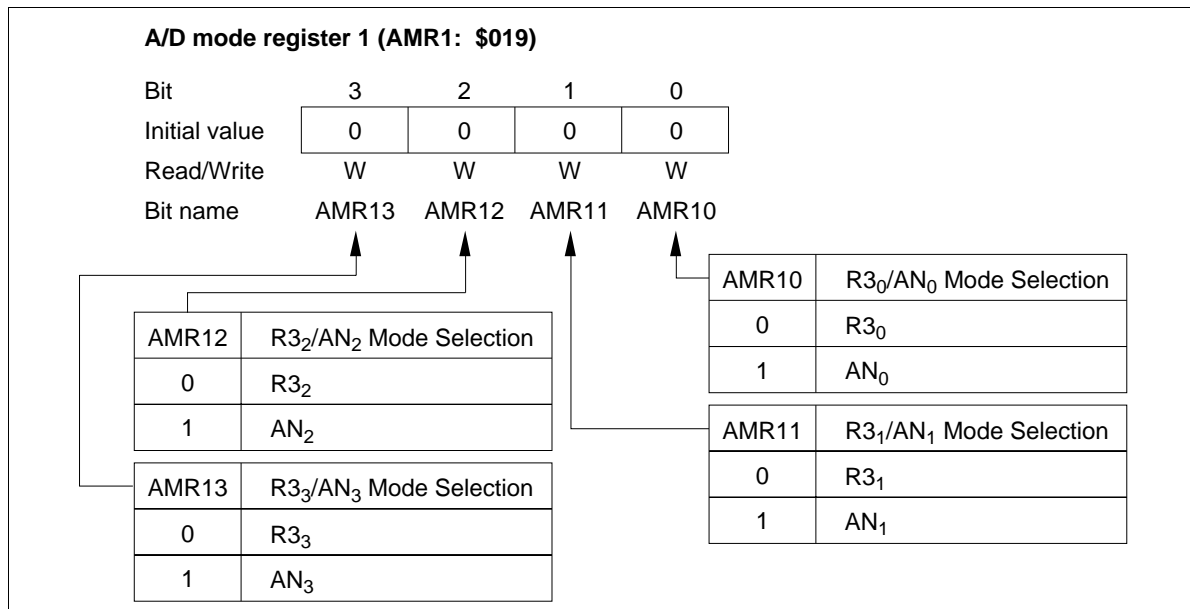 A/D mode register 1 (AMR1: $019)
Bit 3 2 1 0
Initial value 0 0 0 0
Read/Write W W W W
Bit name AMR13 AMR12 AMR11 AMR10
AMR12 R3₂/AN₂ Mode Selection
0 R3₂
1 AN₂
AMR13 R3₃/AN₃ Mode Selection
0 R3₃
1 AN₃
AMR10 R3₀/AN₀ Mode Selection
0 R3₀
1 AN₀
AMR11 R3₁/AN₁ Mode Selection
0 R3₁
1 AN₁